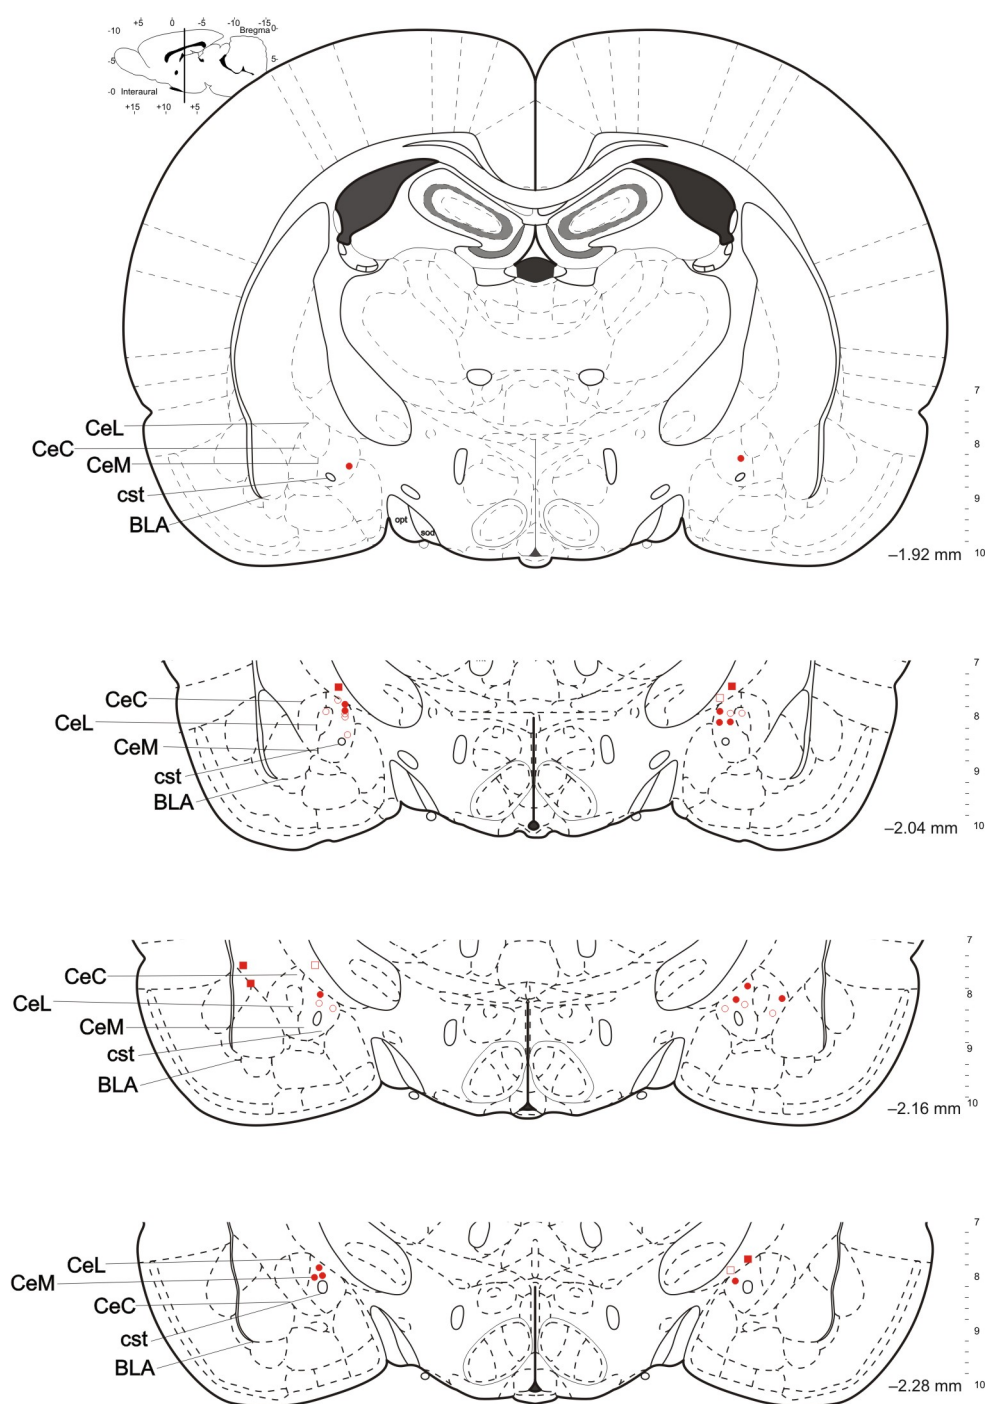 +5 0 -5 -10 -15
-10 Bregma 0
-5 5
-0 Interaural
+15 +10 +5
7
CeL
CeC 8
CeM
cst
BLA 9
opt
sod
–1.92 mm 10
7
CeC
CeL 8
CeM
cst 9
BLA
–2.04 mm 10
7
CeC
CeL 8
CeM
cst 9
BLA
–2.16 mm 10
7
CeL
CeM 8
CeC
cst 9
BLA
–2.28 mm 10